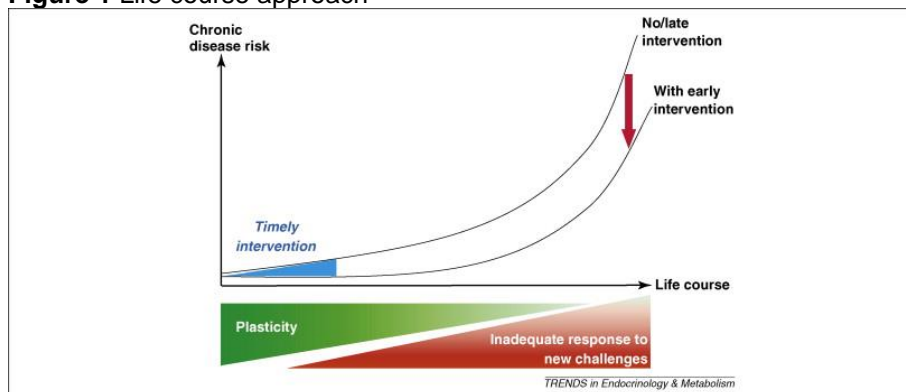 Figure 1 Life course approach
Chronic
disease risk
No/late
intervention
With early
intervention
Timely
intervention
Life course
Plasticity
Inadequate response to
new challenges
TRENDS in Endocrinology & Metabolism